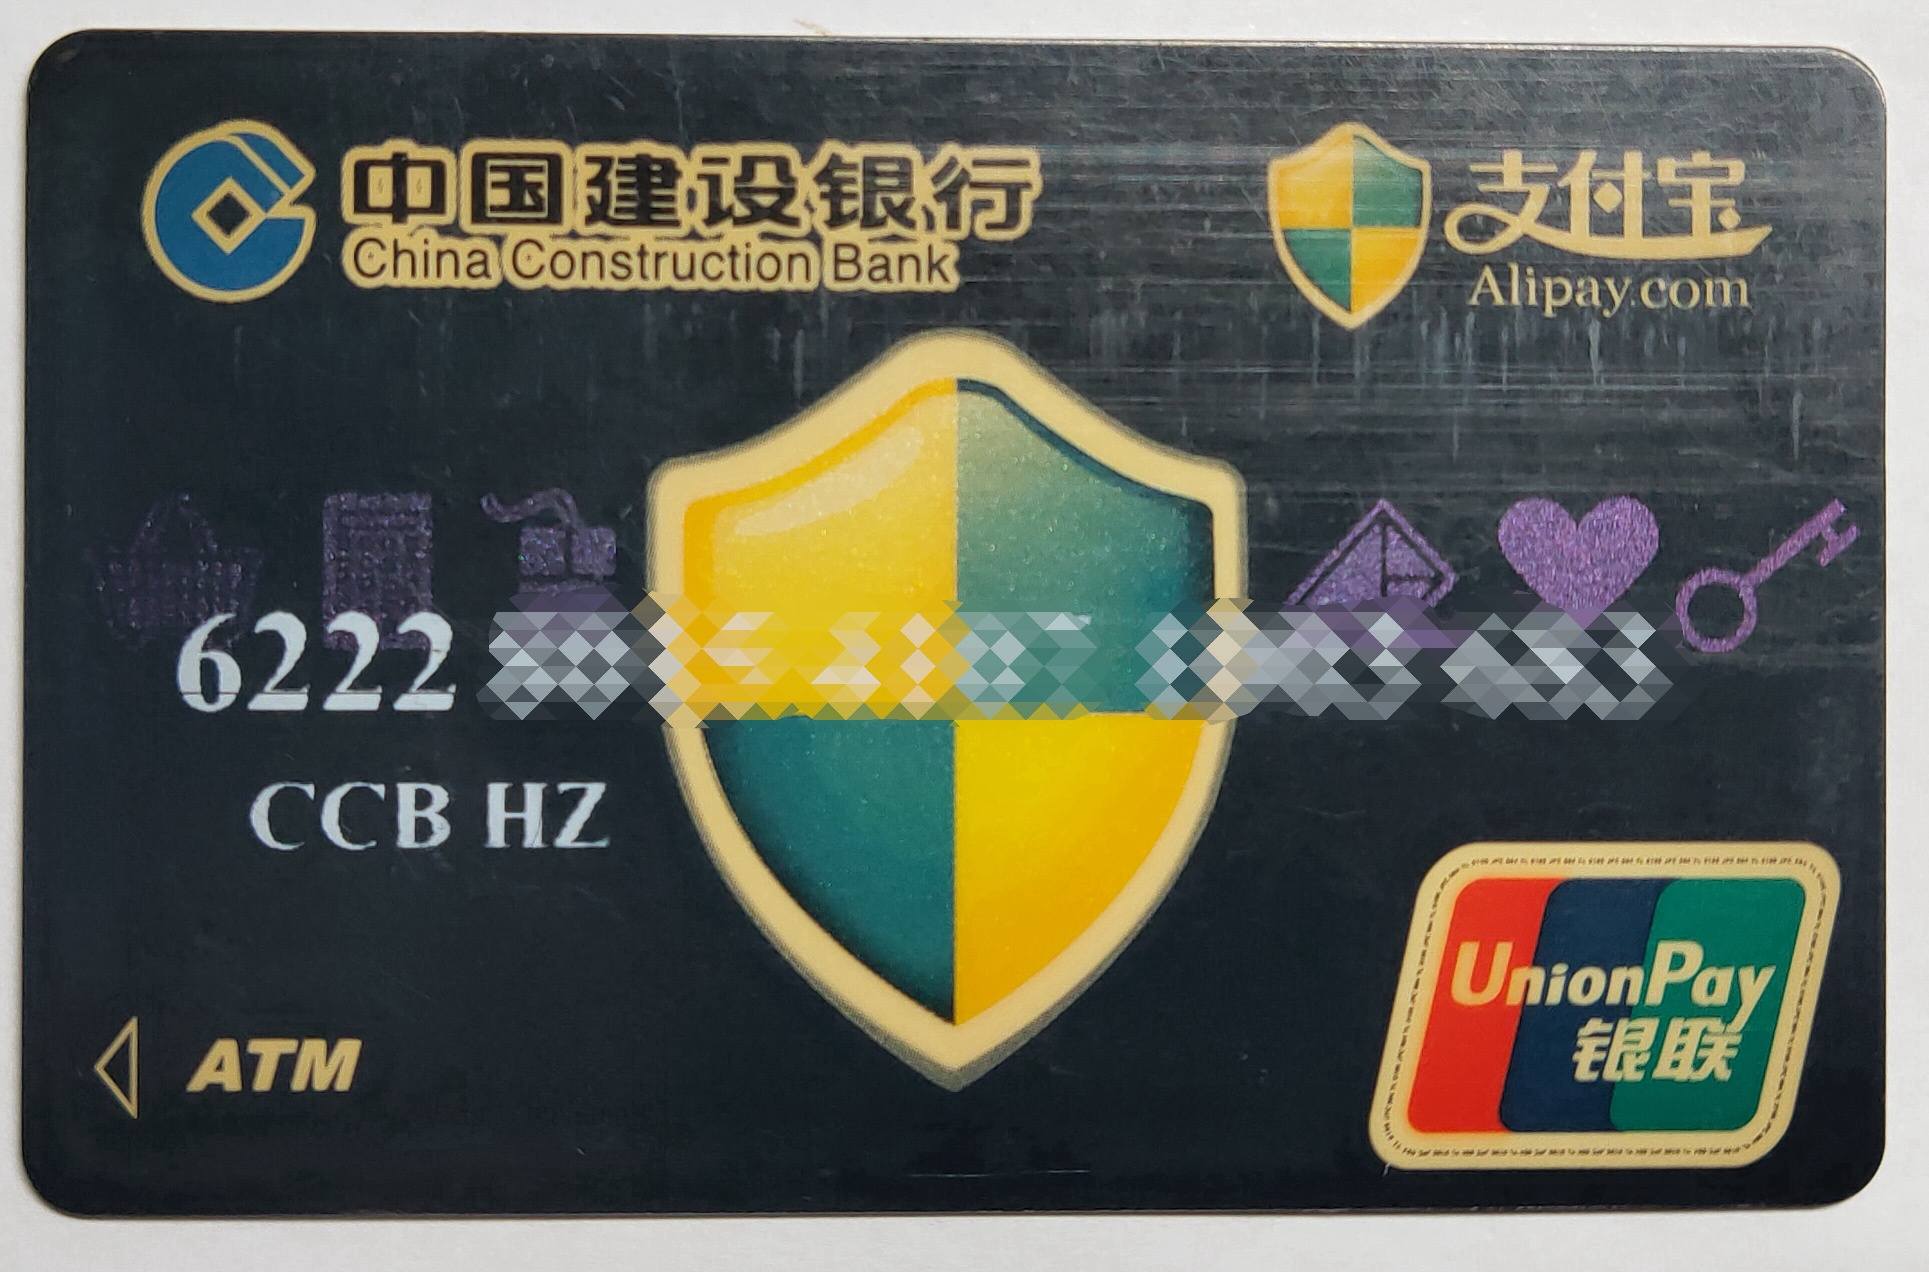 中国建设银行
China Construction Bank
支付宝
Alipay.com
6222
CCB HZ
ATM
UnionPay
银联